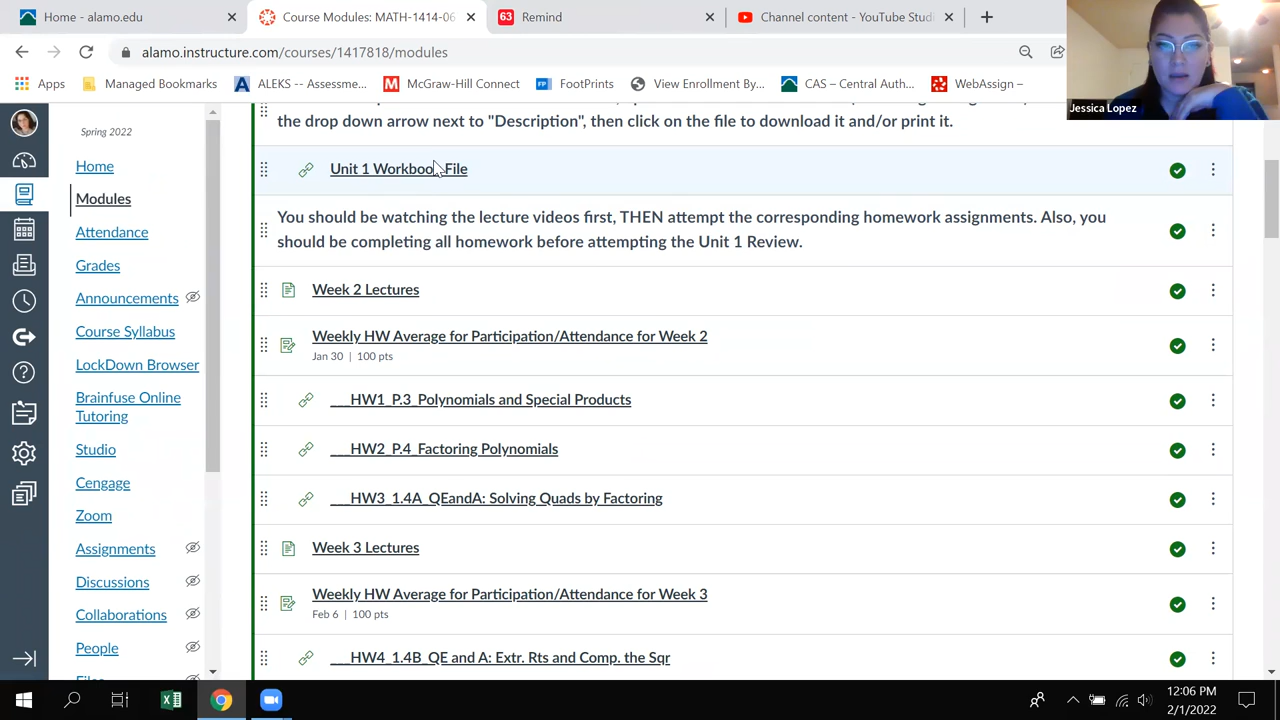 Home - alamo.edu
Course Modules: MATH-1414-06
63 Remind
Channel content - YouTube Studi
alamo.instructure.com/courses/1417818/modules
Apps
Managed Bookmarks
ALEKS -- Assessme...
McGraw-Hill Connect
FP FootPrints
View Enrollment By...
CAS – Central Auth...
WebAssign –
Jessica Lopez
Spring 2022
the drop down arrow next to "Description", then click on the file to download it and/or print it.
Home
Unit 1 Workbook File
Modules
You should be watching the lecture videos first, THEN attempt the corresponding homework assignments. Also, you
should be completing all homework before attempting the Unit 1 Review.
Attendance
Grades
Week 2 Lectures
Announcements
Course Syllabus
Weekly HW Average for Participation/Attendance for Week 2
Jan 30 | 100 pts
LockDown Browser
Brainfuse Online
Tutoring
___HW1_P.3_Polynomials and Special Products
Studio
___HW2_P.4_Factoring Polynomials
Cengage
___HW3_1.4A_QEandA: Solving Quads by Factoring
Zoom
Assignments
Week 3 Lectures
Discussions
Weekly HW Average for Participation/Attendance for Week 3
Feb 6 | 100 pts
Collaborations
People
___HW4_1.4B_QE and A: Extr. Rts and Comp. the Sqr
12:06 PM
2/1/2022